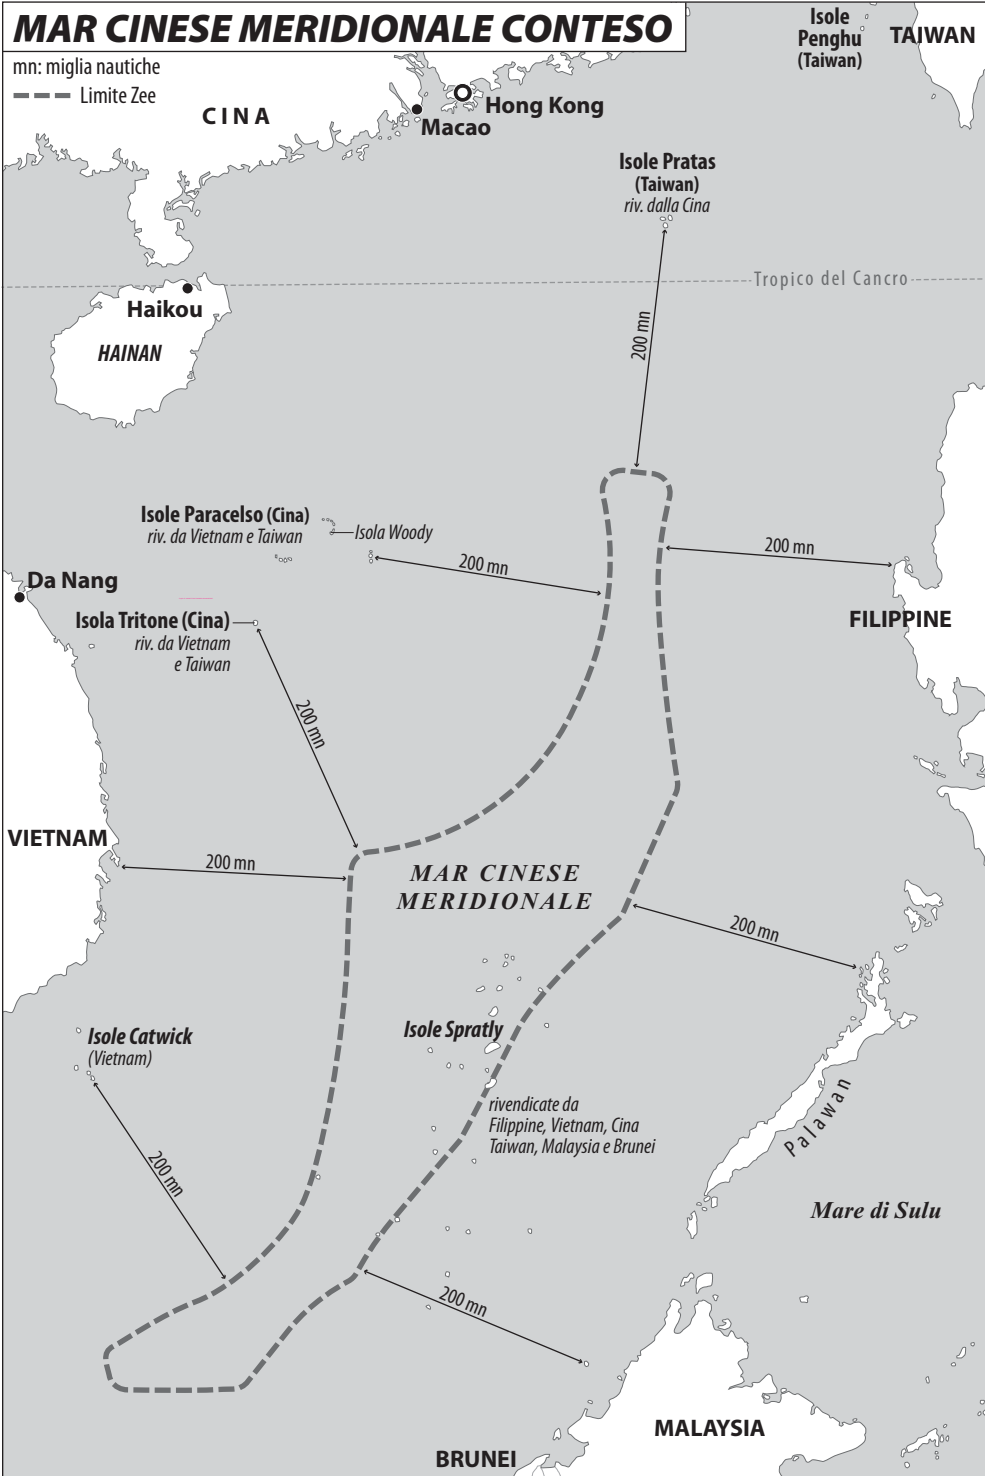 MAR CINESE MERIDIONALE CONTESO
mn: miglia nautiche
Limite Zee
Isole
Penghu
(Taiwan)
TAIWAN
CINA
Hong Kong
Macao
Isole Pratas
(Taiwan)
riv. dalla Cina
Tropico del Cancro
Haikou
HAINAN
200 mn
Isole Paracelso (Cina)
riv. da Vietnam e Taiwan
Isola Woody
200 mn
200 mn
Da Nang
Isola Tritone (Cina)
riv. da Vietnam
e Taiwan
FILIPPINE
200 mn
VIETNAM
200 mn
MAR CINESE
MERIDIONALE
200 mn
Isole Catwick
(Vietnam)
Isole Spratly
rivendicate da
Filippine, Vietnam, Cina
Taiwan, Malaysia e Brunei
Palawan
200 mn
Mare di Sulu
200 mn
MALAYSIA
BRUNEI